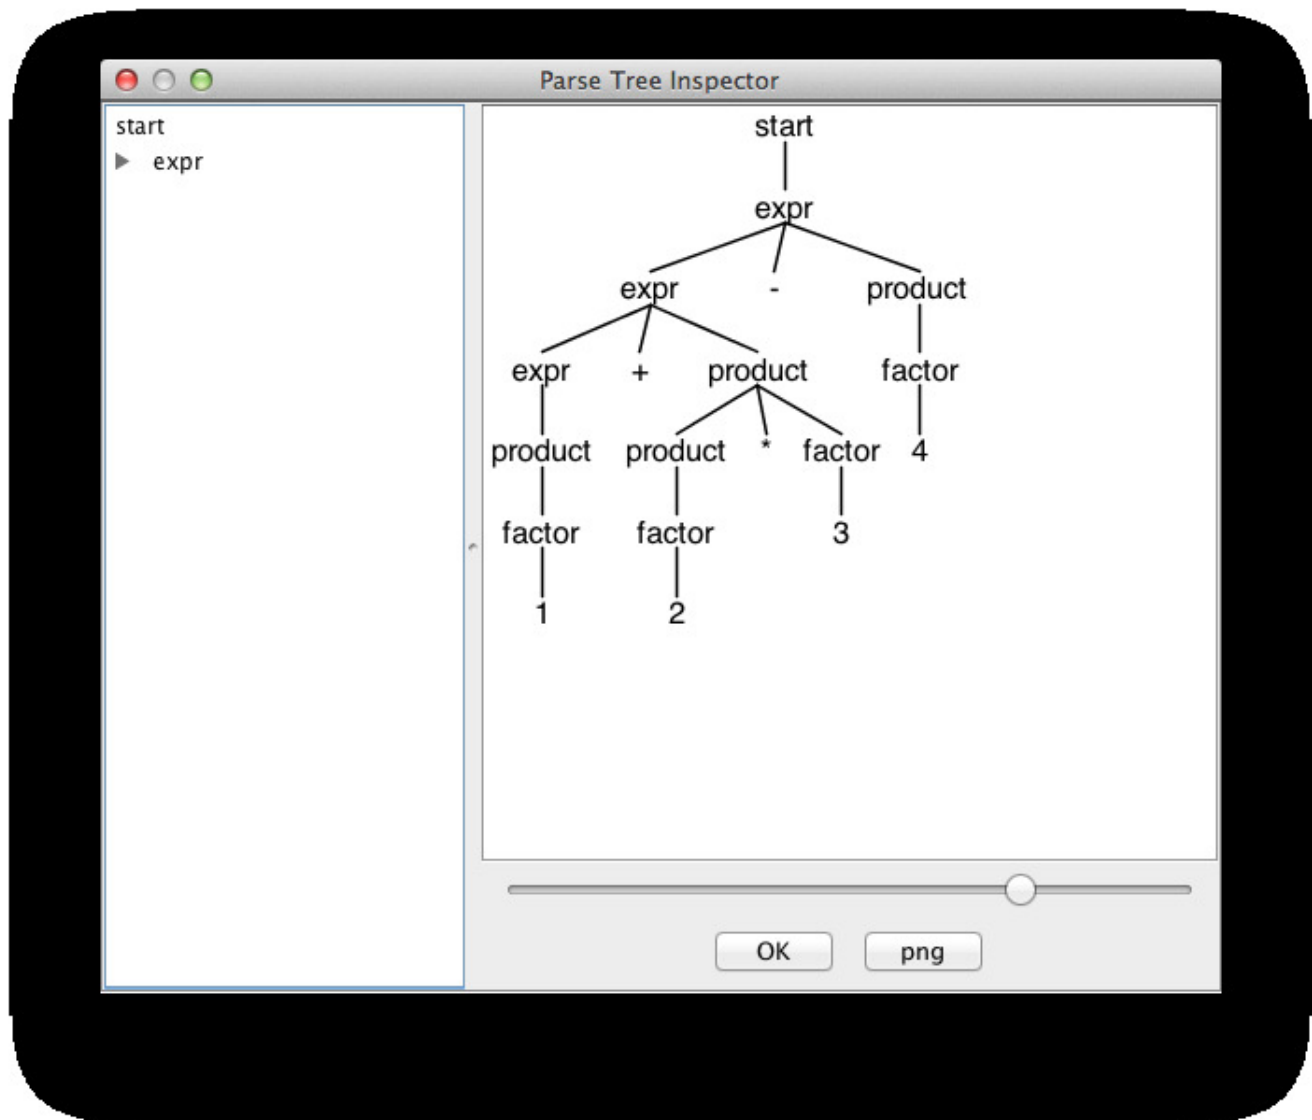 Parse Tree Inspector
start
expr
start
expr
expr - product
expr + product factor
product product * factor 4
factor factor 3
1 2
OK png